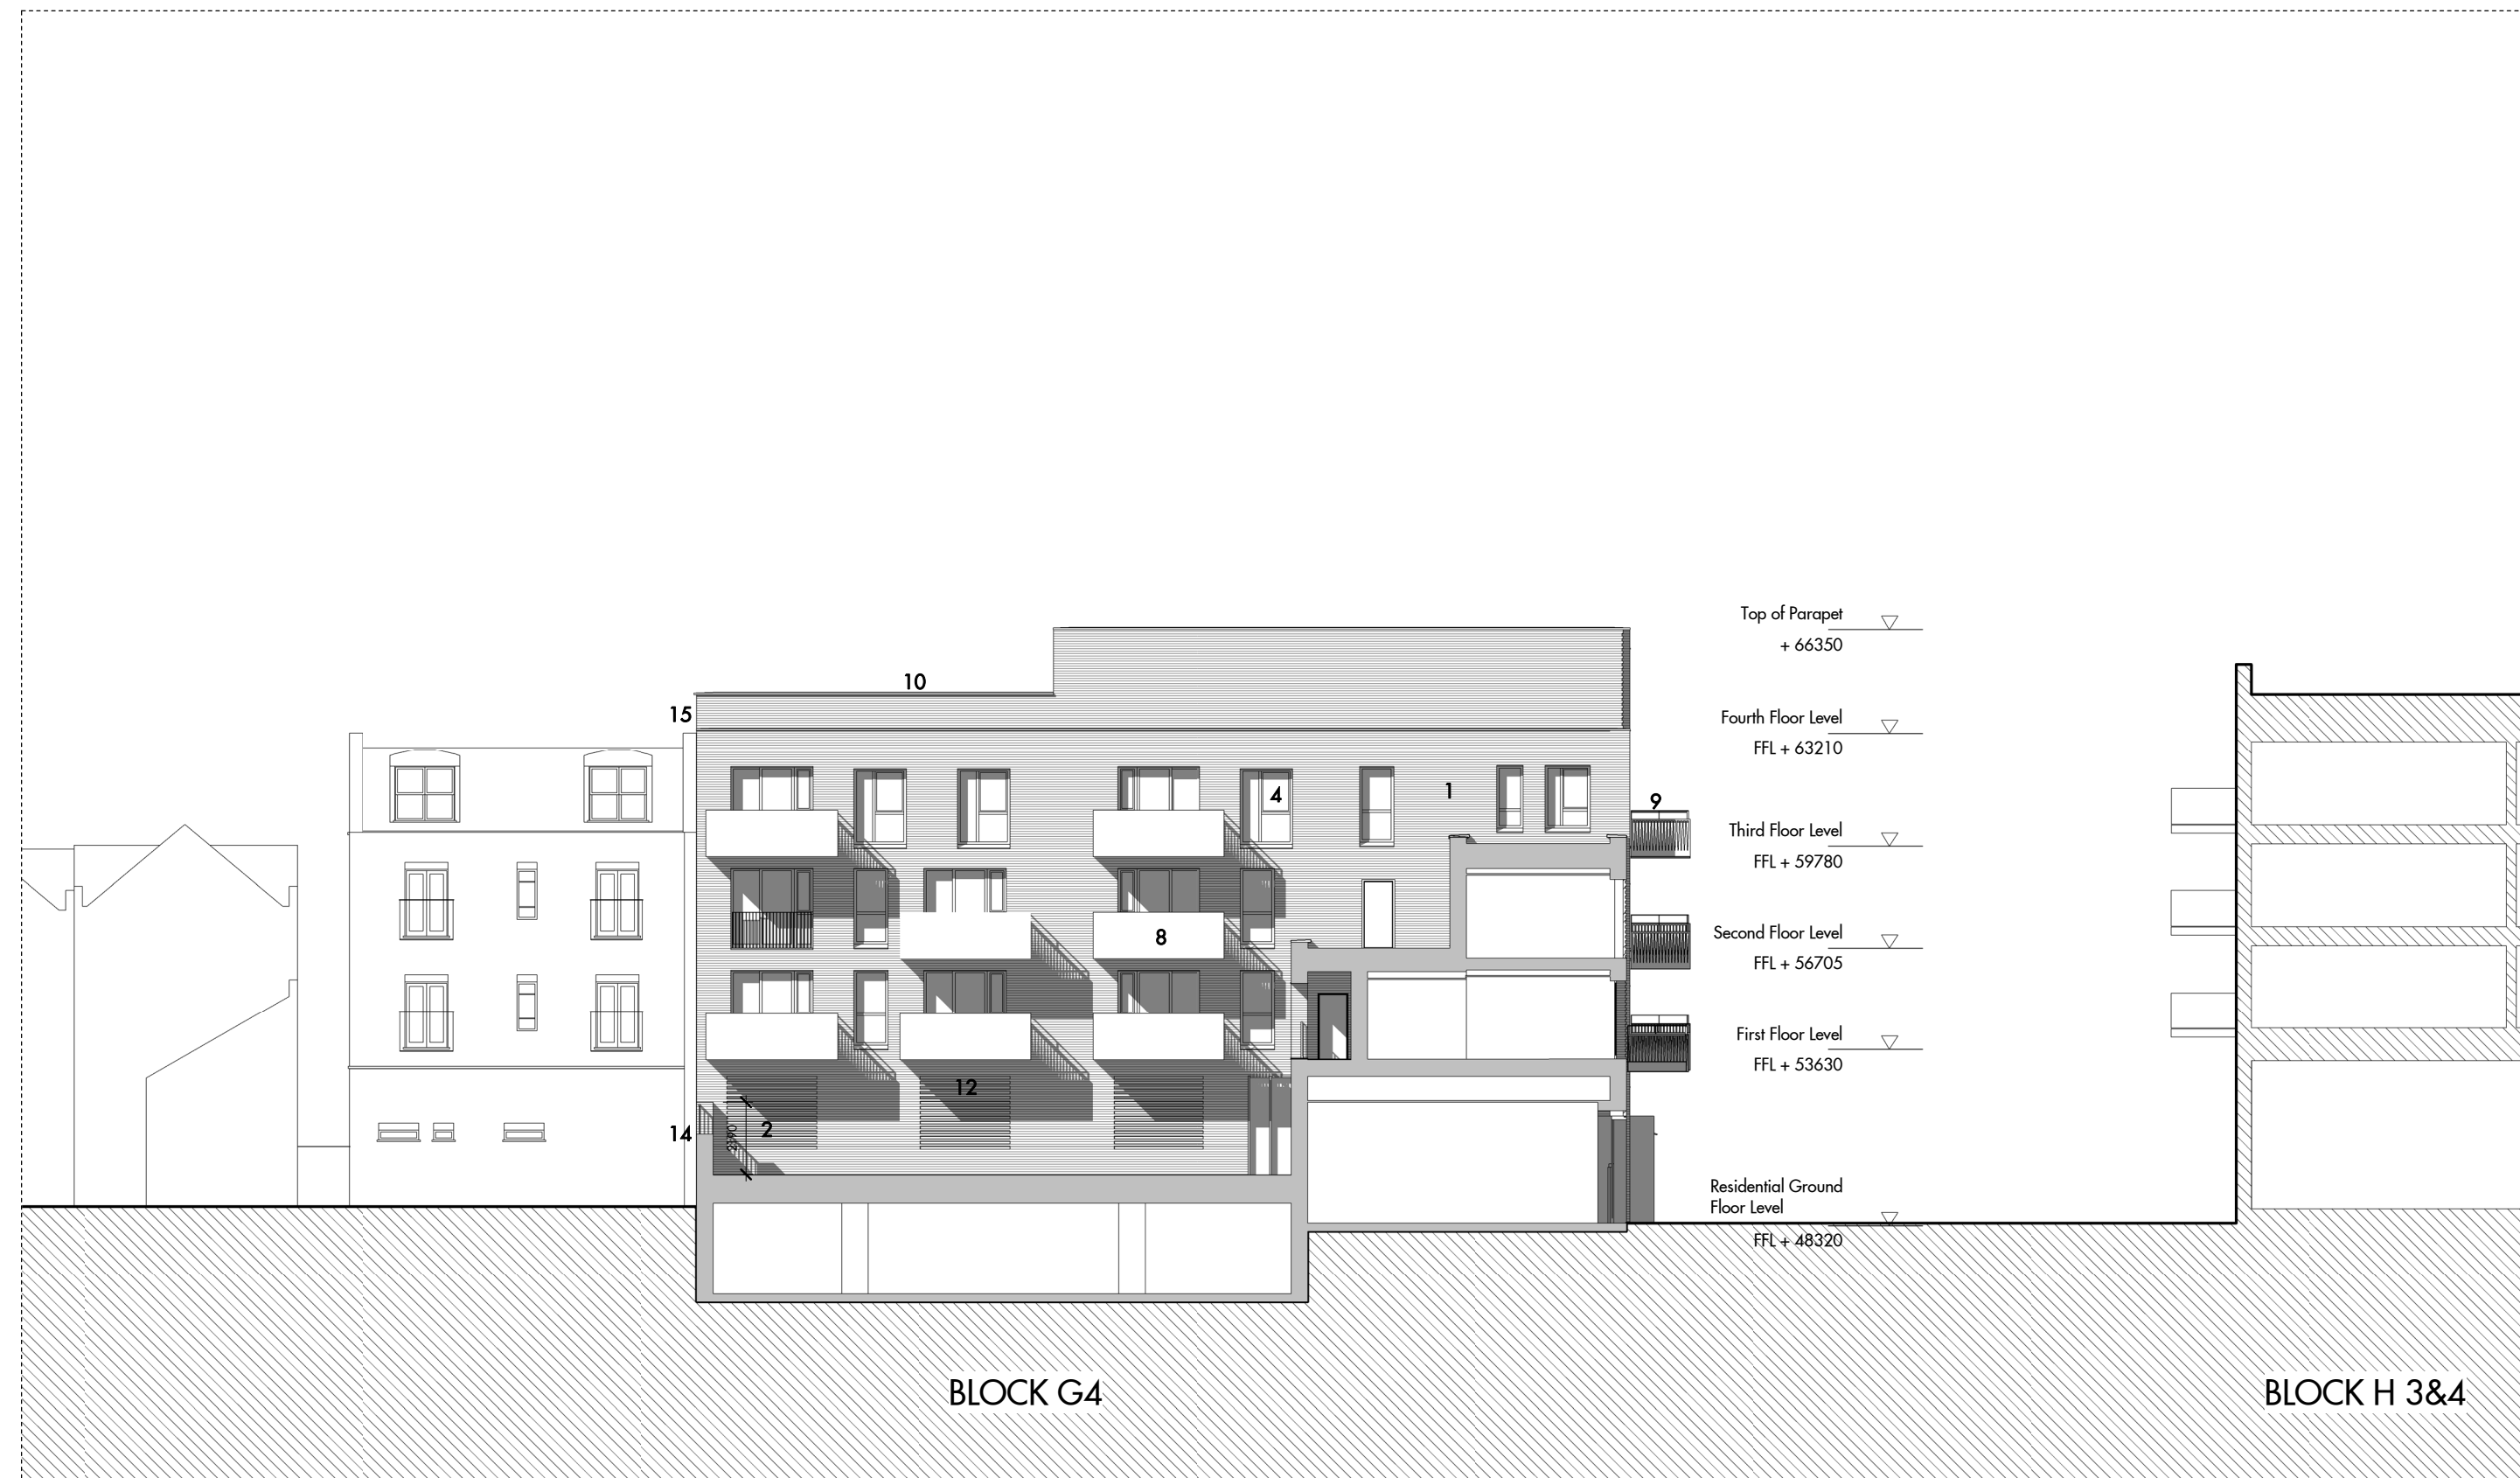 Top of Parapet
+ 66350
10
15
Fourth Floor Level
FFL + 63210
4
1
9
Third Floor Level
FFL + 59780
8
Second Floor Level
FFL + 56705
First Floor Level
FFL + 53630
12
14
2
Residential Ground
Floor Level
FFL + 48320
BLOCK G4
BLOCK H 3&4